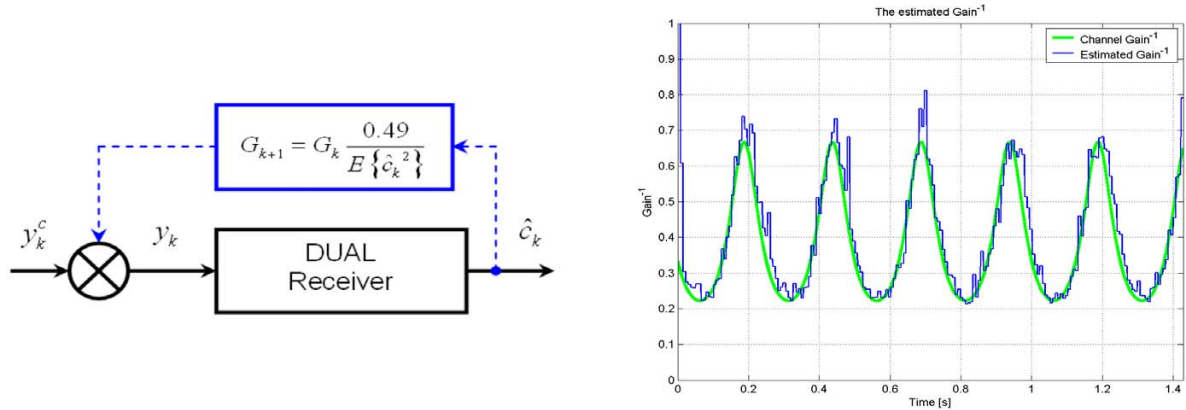 G_{k+1} = G_k 0.49 / E{ĉ_k²}
y_k^c
y_k
ĉ_k
DUAL
Receiver
The estimated Gain⁻¹
Channel Gain⁻¹
Estimated Gain⁻¹
Gain⁻¹
1
0.9
0.8
0.7
0.6
0.5
0.4
0.3
0.2
0.1
0
0 0.2 0.4 0.6 0.8 1 1.2 1.4
Time [s]